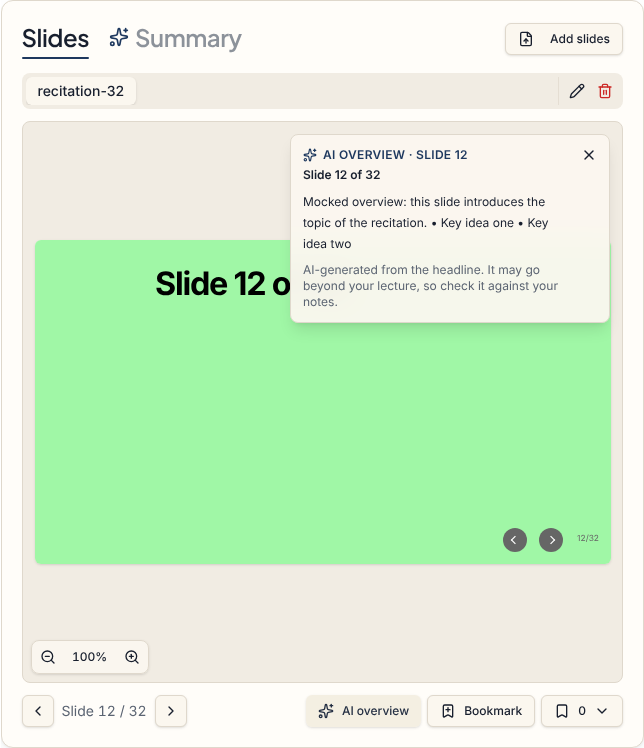 Slides
Summary
Add slides
recitation-32
AI OVERVIEW · SLIDE 12
Slide 12 of 32
Mocked overview: this slide introduces the
topic of the recitation. • Key idea one • Key
idea two
AI-generated from the headline. It may go
beyond your lecture, so check it against your
notes.
Slide 12 o
12/32
100%
Slide 12 / 32
AI overview
Bookmark
0